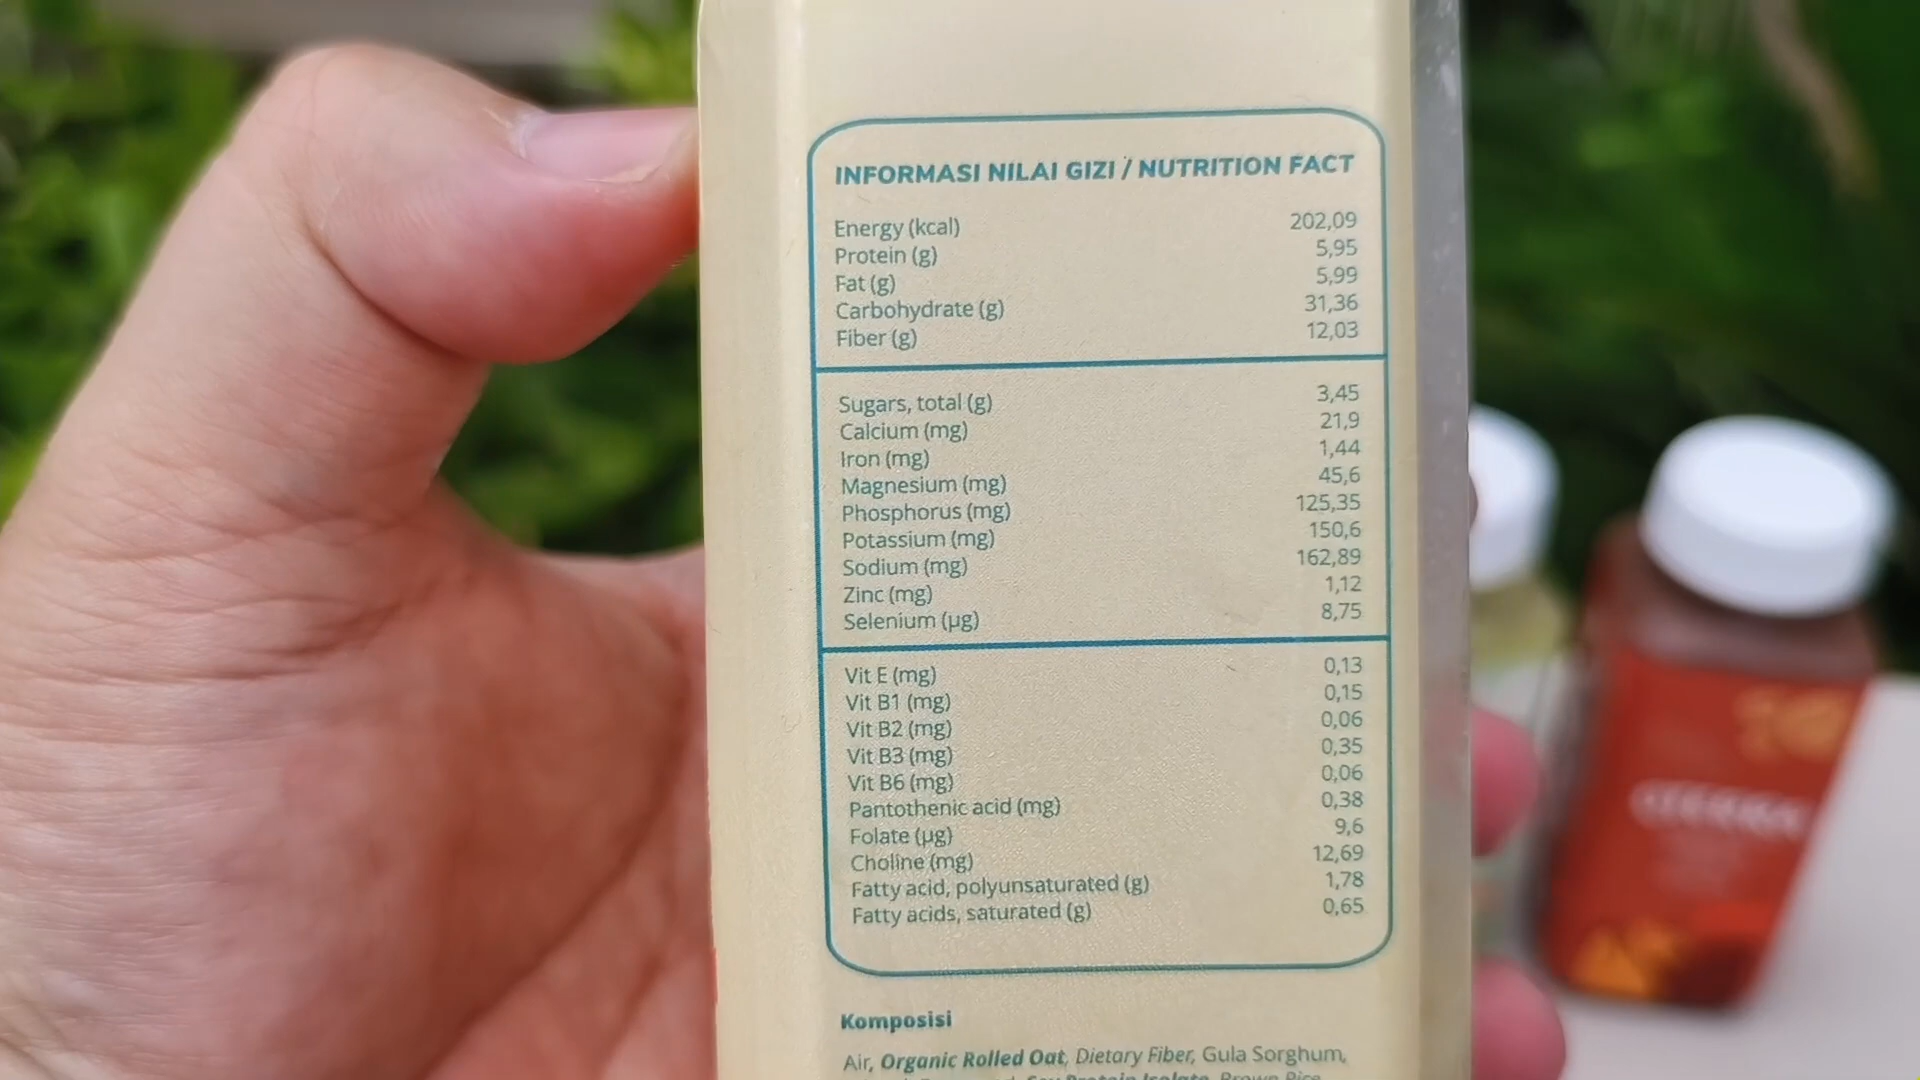 INFORMASI NILAI GIZI / NUTRITION FACT
Energy (kcal) 202,09
Protein (g) 5,95
Fat (g) 5,99
Carbohydrate (g) 31,36
Fiber (g) 12,03
Sugars, total (g) 3,45
Calcium (mg) 21,9
Iron (mg) 1,44
Magnesium (mg) 45,6
Phosphorus (mg) 125,35
Potassium (mg) 150,6
Sodium (mg) 162,89
Zinc (mg) 1,12
Selenium (µg) 8,75
Vit E (mg) 0,13
Vit B1 (mg) 0,15
Vit B2 (mg) 0,06
Vit B3 (mg) 0,35
Vit B6 (mg) 0,06
Pantothenic acid (mg) 0,38
Folate (µg) 9,6
Choline (mg) 12,69
Fatty acid, polyunsaturated (g) 1,78
Fatty acids, saturated (g) 0,65
Komposisi
Air, Organic Rolled Oat, Dietary Fiber, Gula Sorghum,
Soy Protein Isolate, Brown Rice